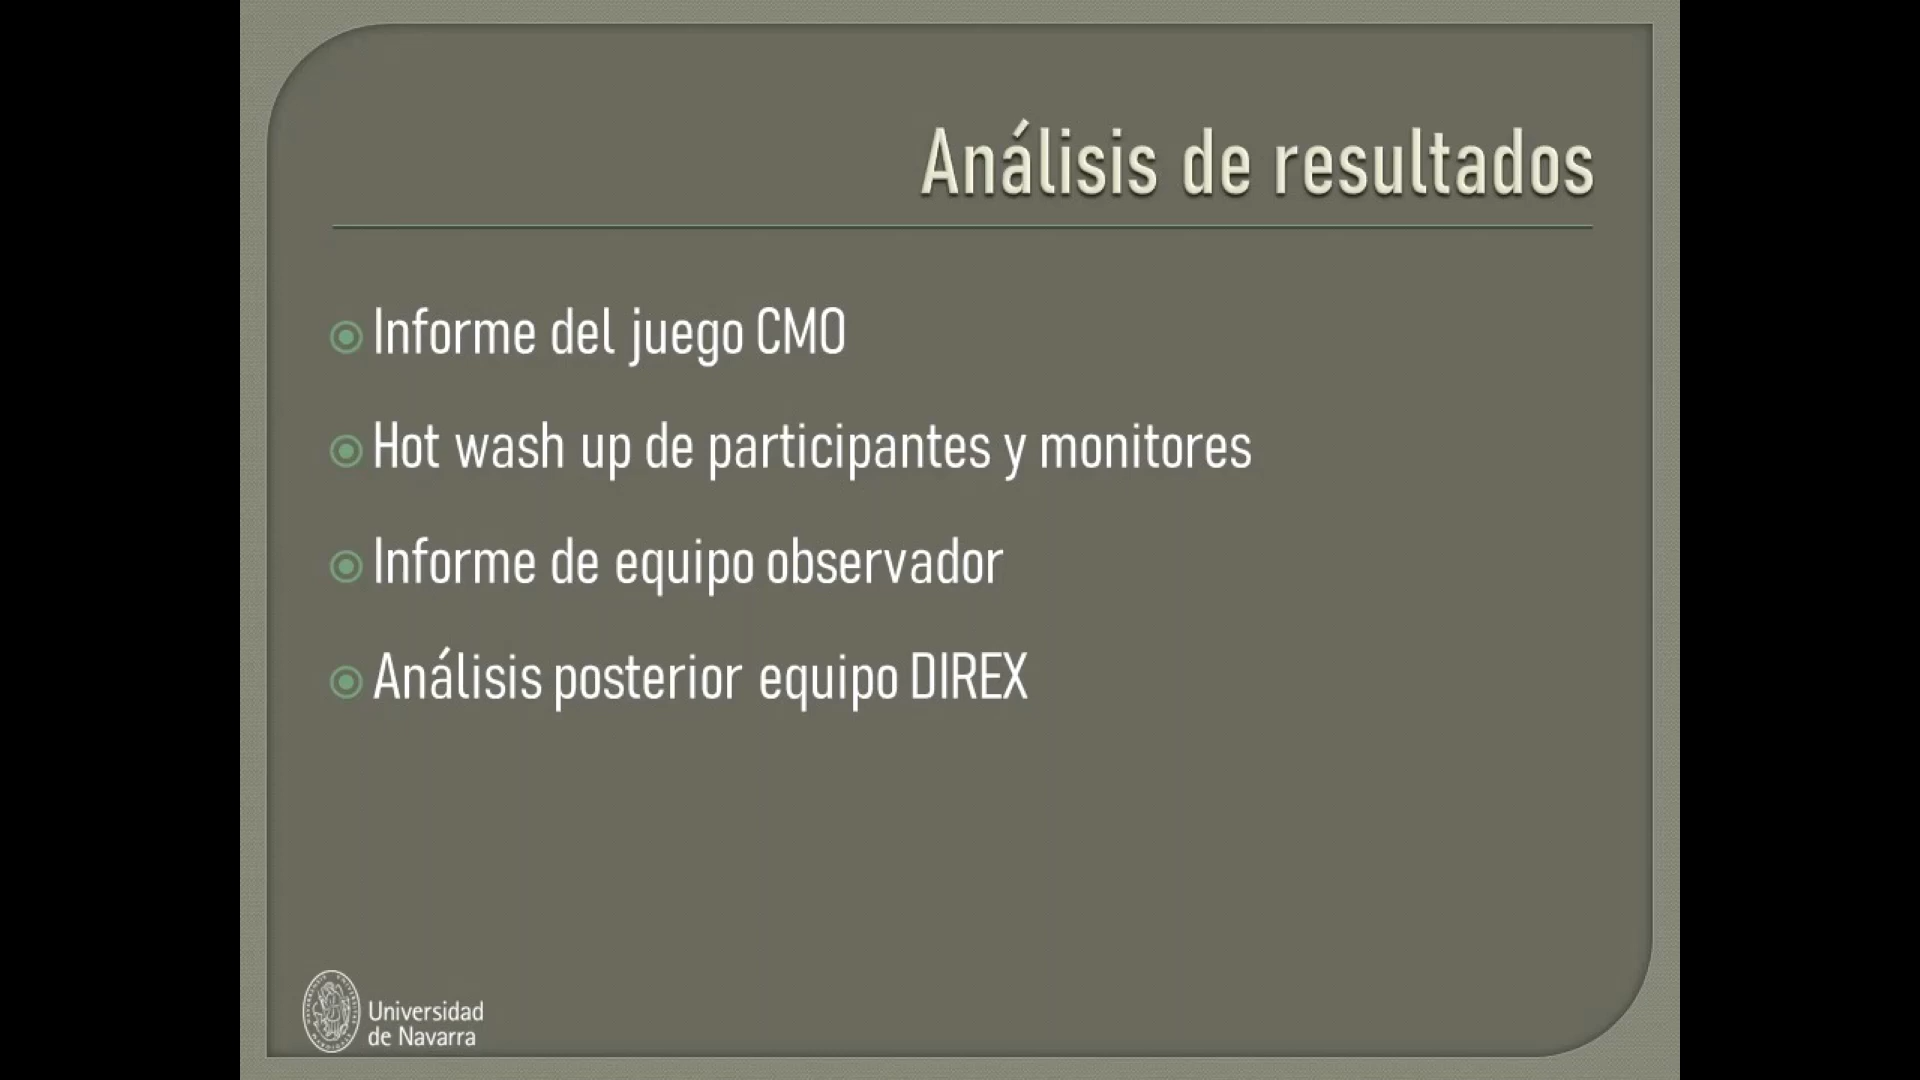 Análisis de resultados
Informe del juego CMO
Hot wash up de participantes y monitores
Informe de equipo observador
Análisis posterior equipo DIREX
Universidad
de Navarra